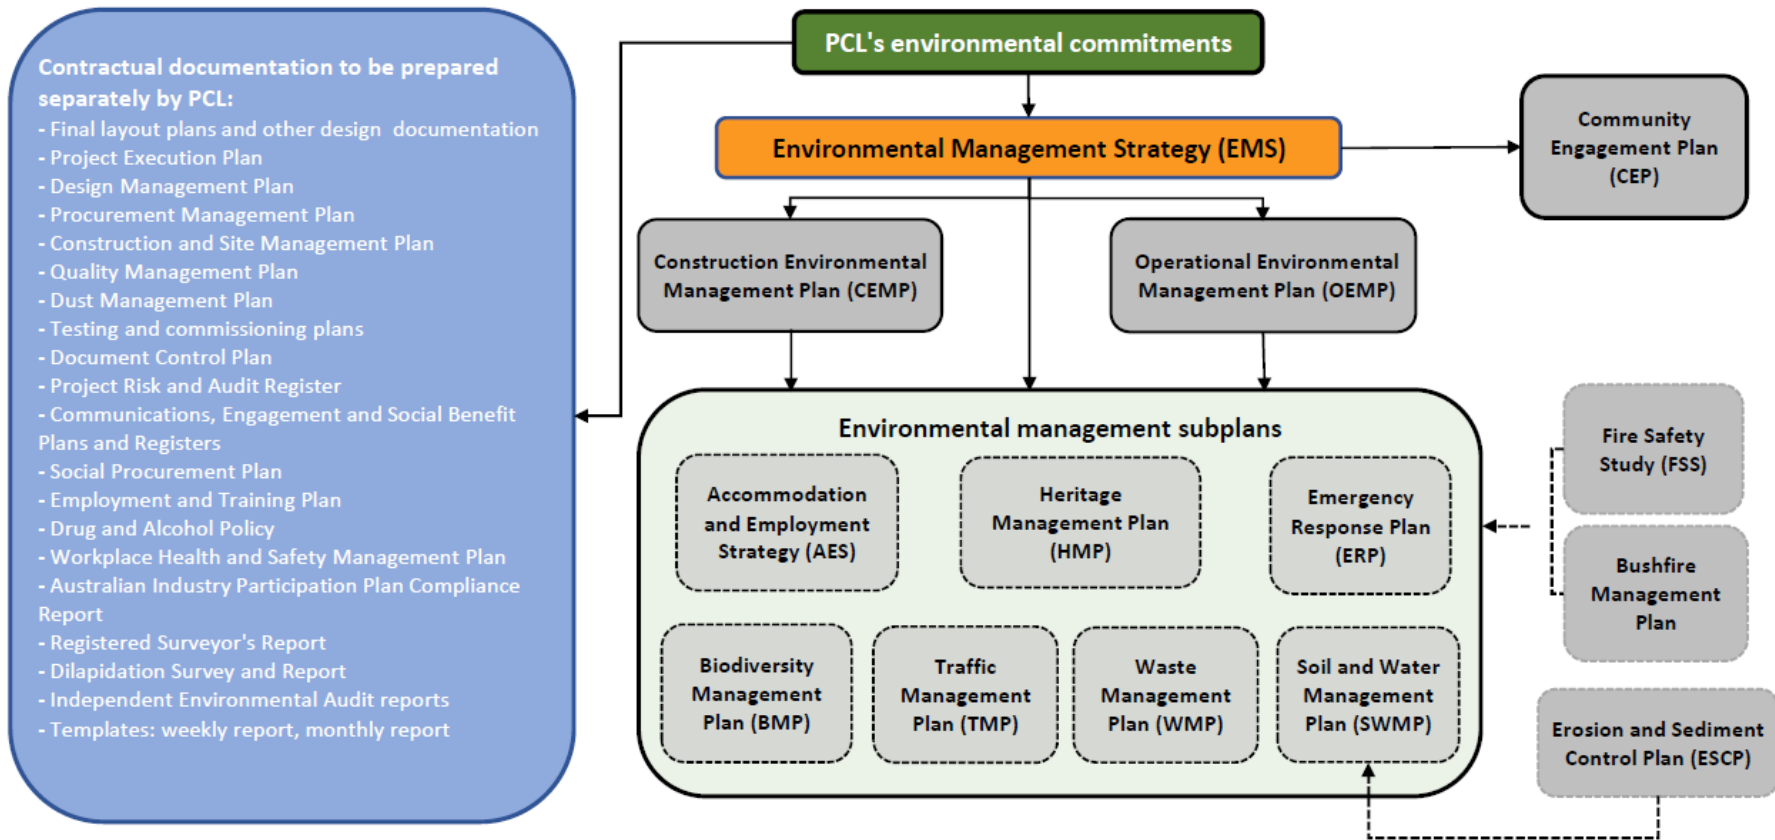 Contractual documentation to be prepared
separately by PCL:
- Final layout plans and other design documentation
- Project Execution Plan
- Design Management Plan
- Procurement Management Plan
- Construction and Site Management Plan
- Quality Management Plan
- Dust Management Plan
- Testing and commissioning plans
- Document Control Plan
- Project Risk and Audit Register
- Communications, Engagement and Social Benefit
Plans and Registers
- Social Procurement Plan
- Employment and Training Plan
- Drug and Alcohol Policy
- Workplace Health and Safety Management Plan
- Australian Industry Participation Plan Compliance
Report
- Registered Surveyor's Report
- Dilapidation Survey and Report
- Independent Environmental Audit reports
- Templates: weekly report, monthly report
PCL's environmental commitments
Environmental Management Strategy (EMS)
Community
Engagement Plan
(CEP)
Construction Environmental
Management Plan (CEMP)
Operational Environmental
Management Plan (OEMP)
Environmental management subplans
Accommodation
and Employment
Strategy (AES)
Heritage
Management Plan
(HMP)
Emergency
Response Plan
(ERP)
Biodiversity
Management
Plan (BMP)
Traffic
Management
Plan (TMP)
Waste
Management
Plan (WMP)
Soil and Water
Management
Plan (SWMP)
Fire Safety
Study (FSS)
Bushfire
Management
Plan
Erosion and Sediment
Control Plan (ESCP)